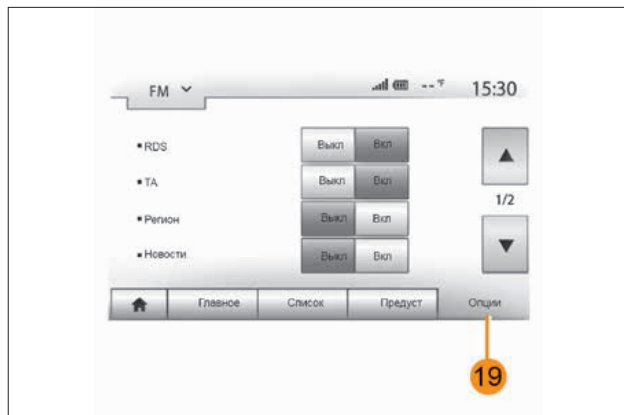 FM -- °F 15:30
RDS Выкл Вкл
TA Выкл Вкл
1/2
Регион Выкл Вкл
Новости Выкл Вкл
Главное Список Предуст Опции
19